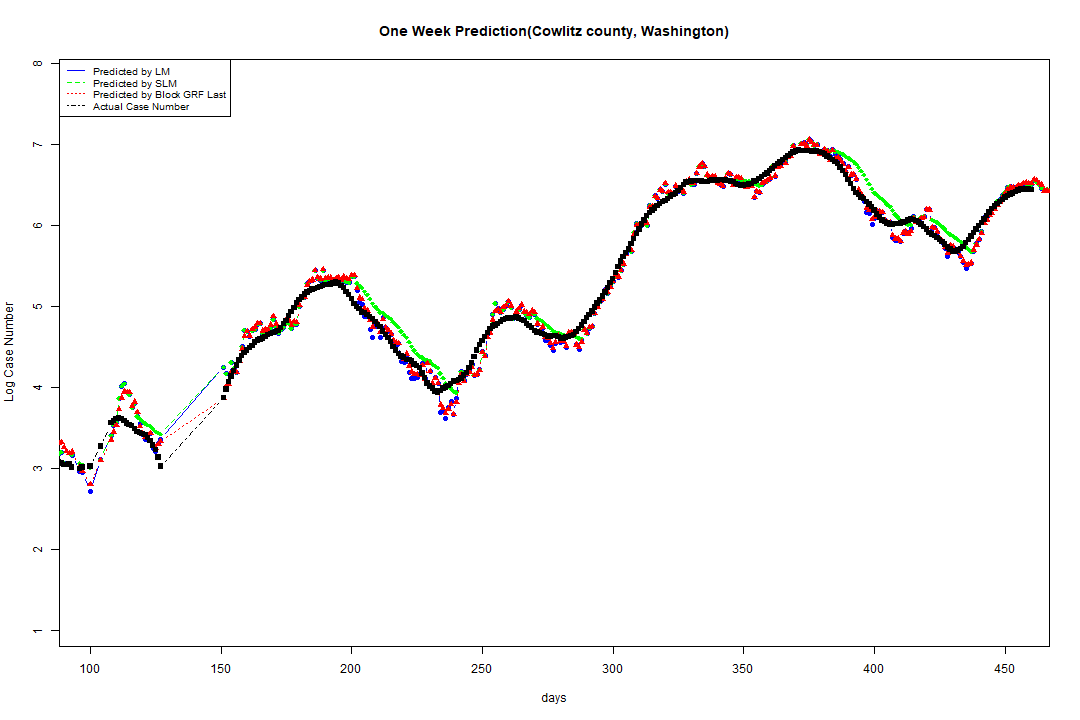 One Week Prediction(Cowlitz county, Washington)
Predicted by LM
Predicted by SLM
Predicted by Block GRF Last
Actual Case Number
8
7
6
5
4
3
2
1
Log Case Number
100 150 200 250 300 350 400 450
days